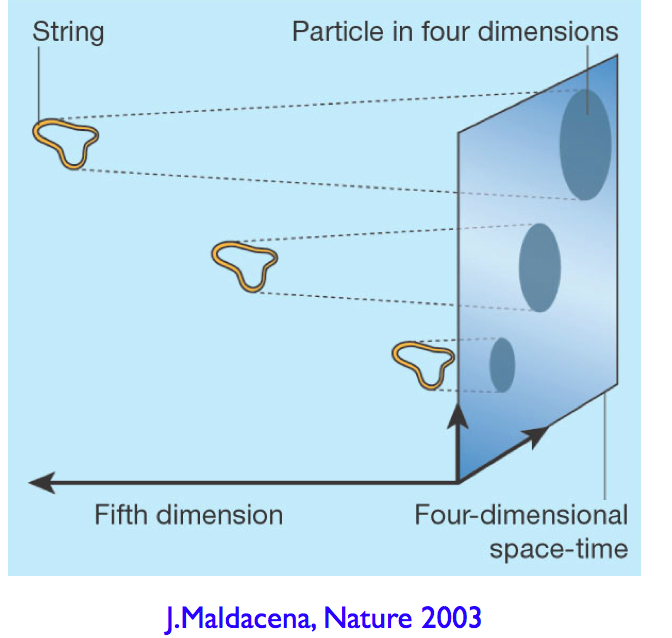 String
Particle in four dimensions
Fifth dimension
Four-dimensional
space-time
J.Maldacena, Nature 2003